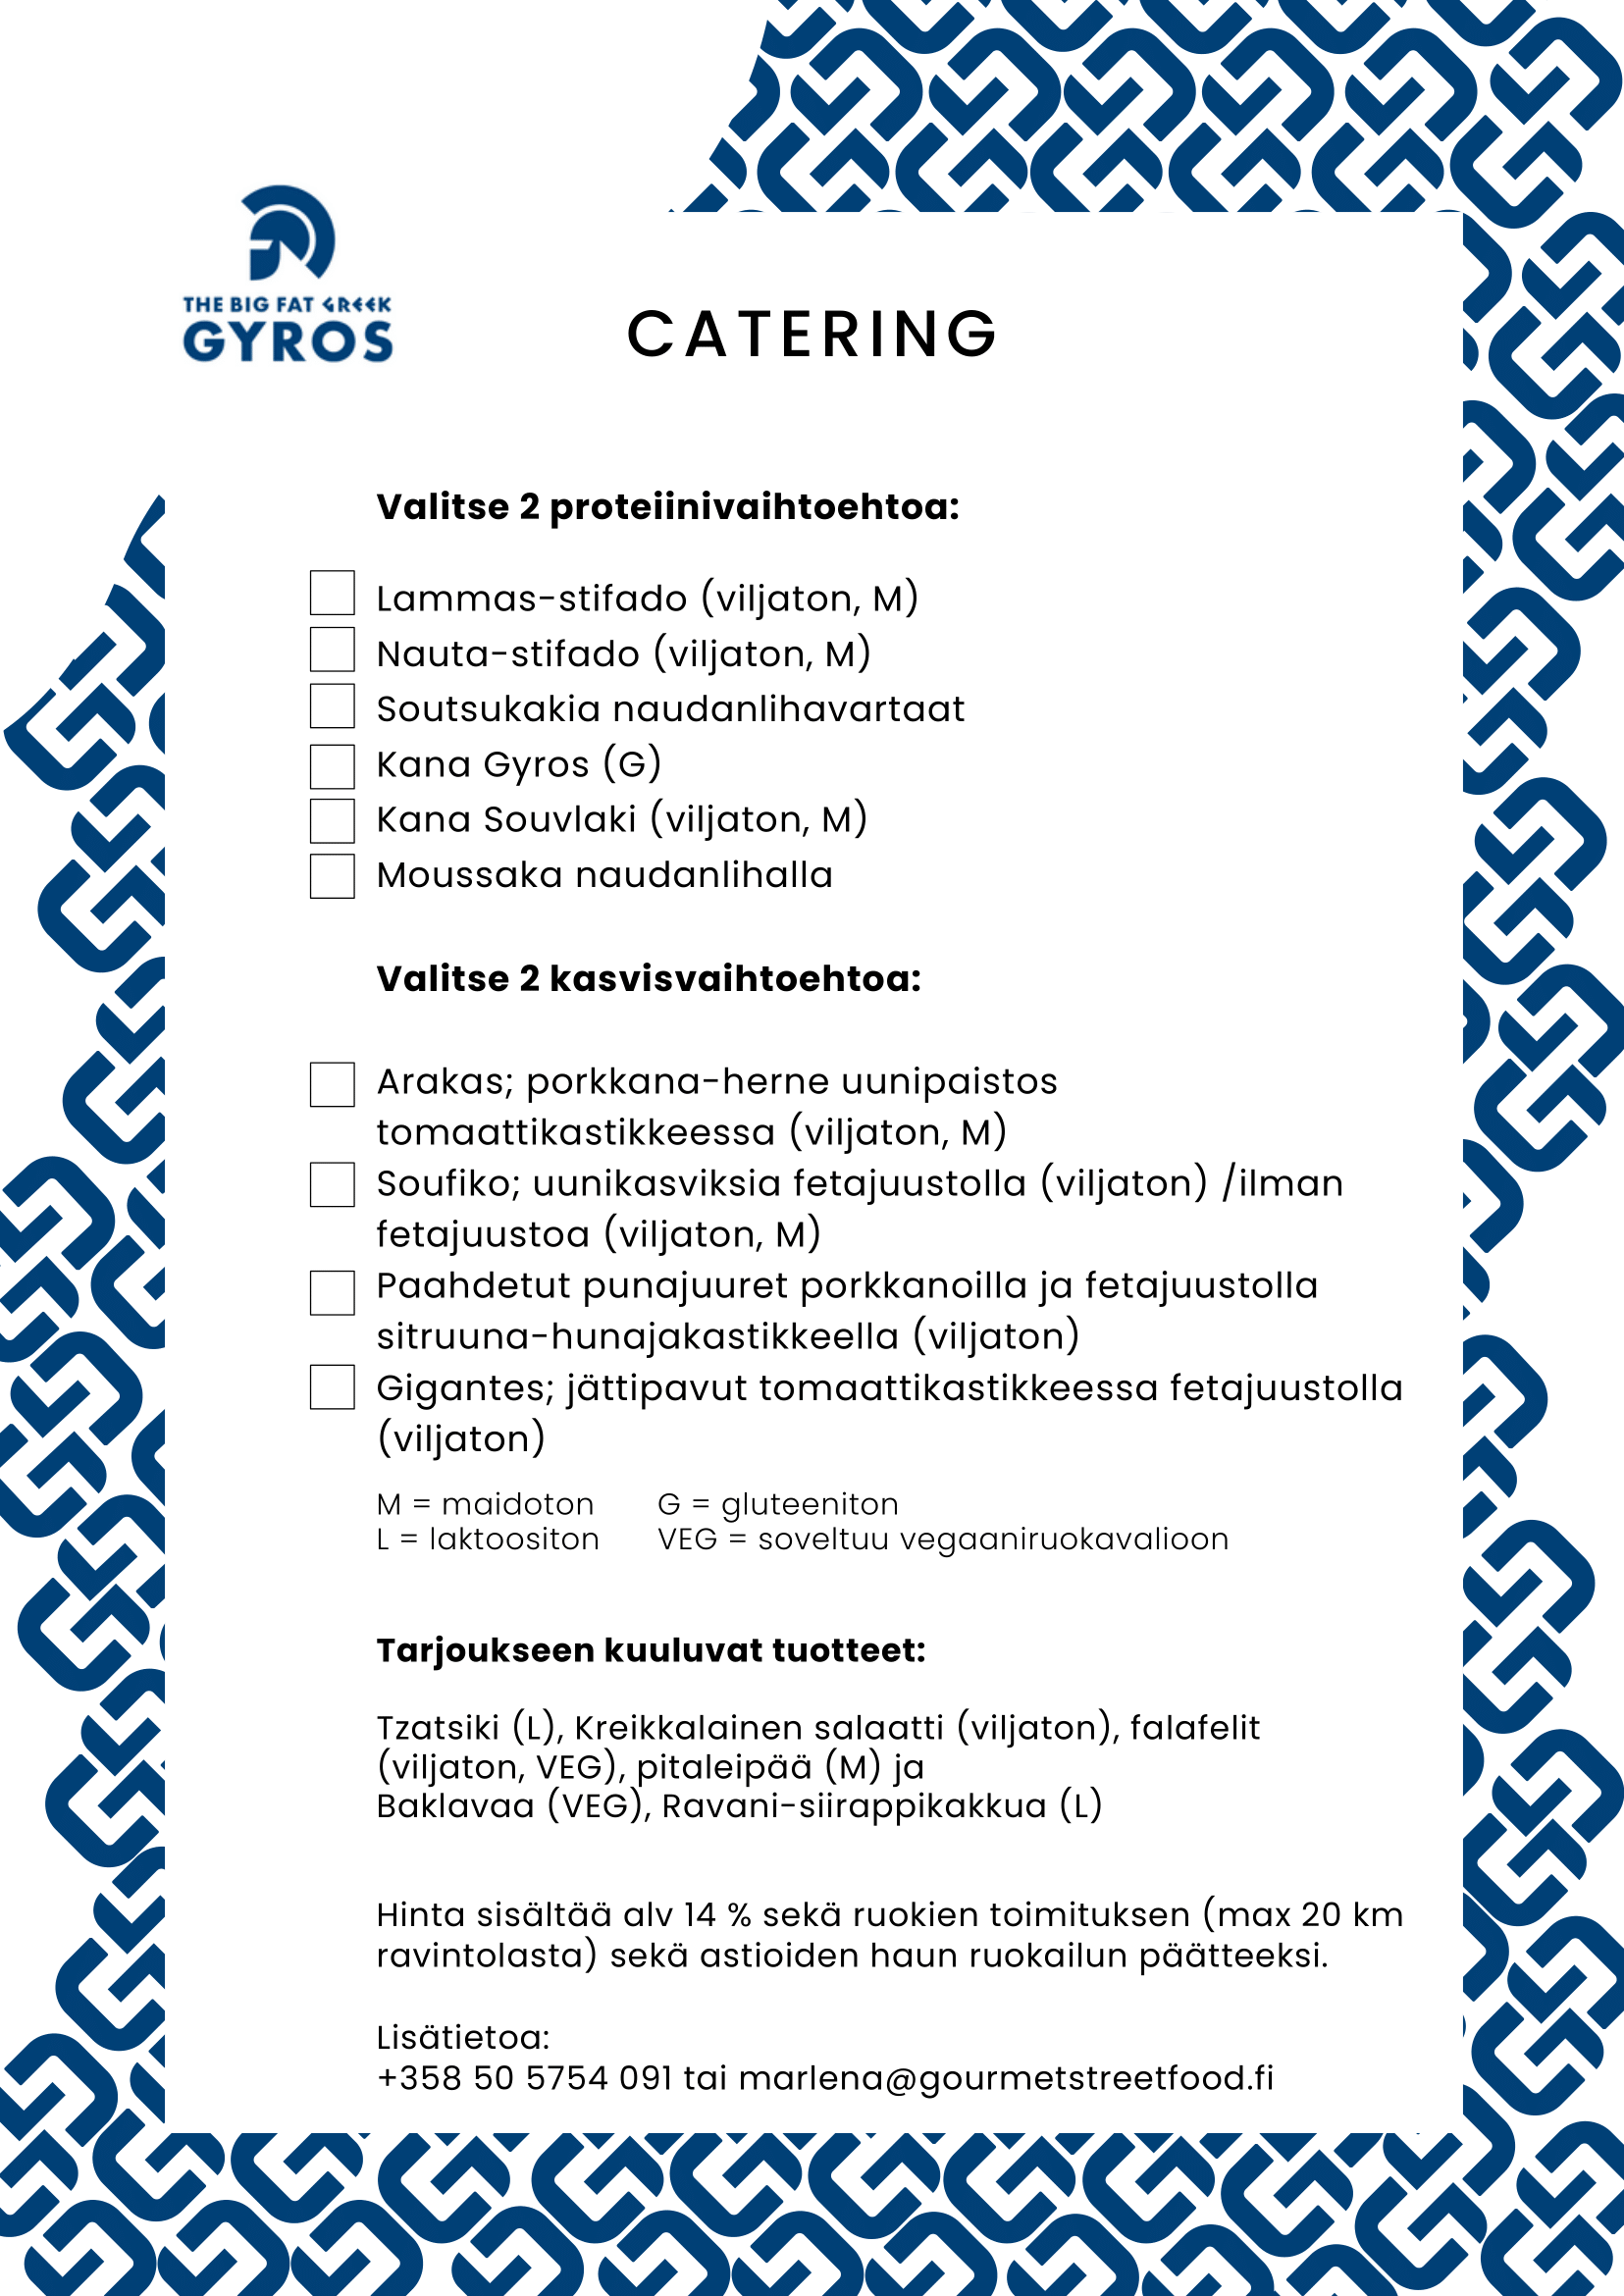 THE BIG FAT GREEK
GYROS
CATERING
Valitse 2 proteiinivaihtoehtoa:
Lammas-stifado (viljaton, M)
Nauta-stifado (viljaton, M)
Soutsukakia naudanlihavartaat
Kana Gyros (G)
Kana Souvlaki (viljaton, M)
Moussaka naudanlihalla
Valitse 2 kasvisvaihtoehtoa:
Arakas; porkkana-herne uunipaistos
tomaattikastikkeessa (viljaton, M)
Soufiko; uunikasviksia fetajuustolla (viljaton) /ilman
fetajuustoa (viljaton, M)
Paahdetut punajuuret porkkanoilla ja fetajuustolla
sitruuna-hunajakastikkeella (viljaton)
Gigantes; jättipavut tomaattikastikkeessa fetajuustolla
(viljaton)
M = maidoton G = gluteeniton
L = laktoositon VEG = soveltuu vegaaniruokavalioon
Tarjoukseen kuuluvat tuotteet:
Tzatsiki (L), Kreikkalainen salaatti (viljaton), falafelit
(viljaton, VEG), pitaleipää (M) ja
Baklavaa (VEG), Ravani-siirappikakkua (L)
Hinta sisältää alv 14 % sekä ruokien toimituksen (max 20 km
ravintolasta) sekä astioiden haun ruokailun päätteeksi.
Lisätietoa:
+358 50 5754 091 tai marlena@gourmetstreetfood.fi